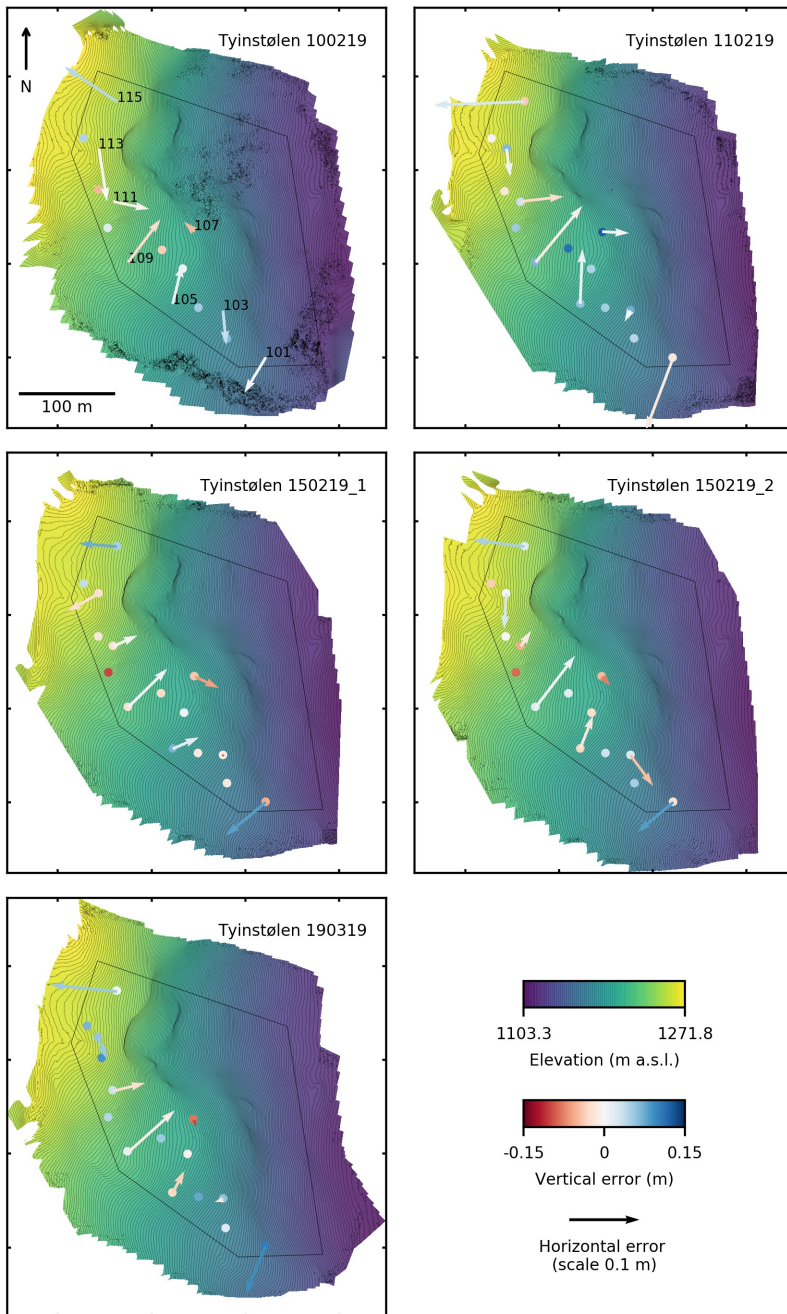 Tyinstølen 100219
N
115
113
111
107
109
105
103
101
100 m
Tyinstølen 110219
Tyinstølen 150219_1
Tyinstølen 150219_2
Tyinstølen 190319
1103.3 1271.8
Elevation (m a.s.l.)
-0.15 0 0.15
Vertical error (m)
Horizontal error
(scale 0.1 m)